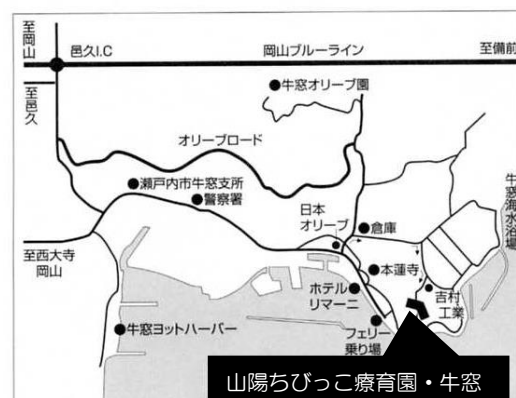 至岡山
邑久I.C
岡山ブルーライン
至備前
至邑久
牛窓オリーブ園
オリーブロード
瀬戸内市牛窓支所
警察署
日本
オリーブ
倉庫
牛窓海水浴場
至西大寺
岡山
本蓮寺
吉村
工業
ホテル
リマーニ
牛窓ヨットハーバー
フェリー
乗り場
山陽ちびっこ療育園・牛窓